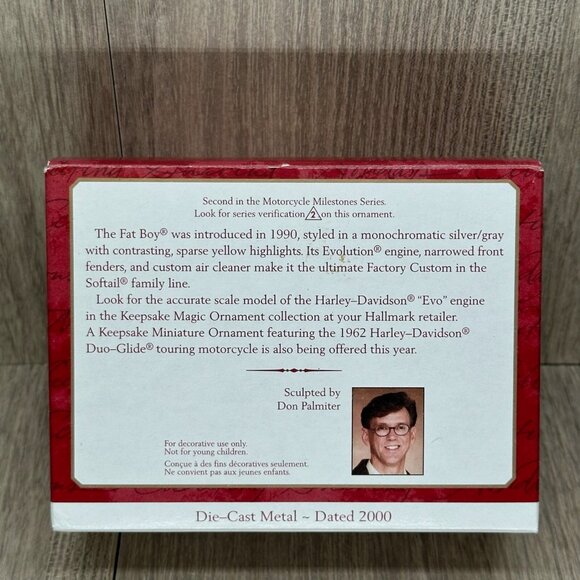 Second in the Motorcycle Milestones Series.
Look for series verification 2 on this ornament.
The Fat Boy® was introduced in 1990, styled in a monochromatic silver/gray
with contrasting, sparse yellow highlights. Its Evolution® engine, narrowed front
fenders, and custom air cleaner make it the ultimate Factory Custom in the
Softail® family line.
Look for the accurate scale model of the Harley–Davidson® “Evo” engine
in the Keepsake Magic Ornament collection at your Hallmark retailer.
A Keepsake Miniature Ornament featuring the 1962 Harley–Davidson®
Duo–Glide® touring motorcycle is also being offered this year.
Sculpted by
Don Palmiter
For decorative use only.
Not for young children.
Conçue à des fins décoratives seulement.
Ne convient pas aux jeunes enfants.
Die–Cast Metal ~ Dated 2000